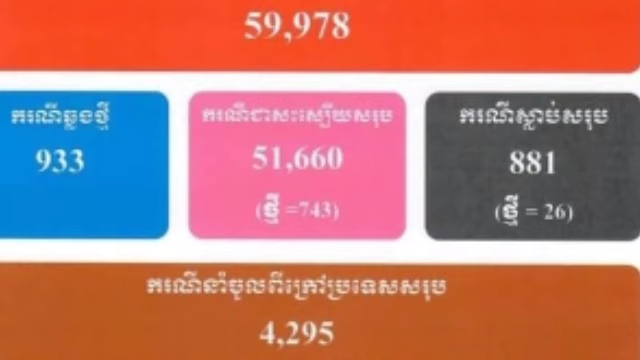 59,978
ករណីឆ្លងថ្មី
933
ករណីជាសះស្បើយសរុប
51,660
(ថ្មី =743)
ករណីស្លាប់សរុប
881
(ថ្មី = 26)
ករណីនាំចូលពីក្រៅប្រទេសសរុប
4,295